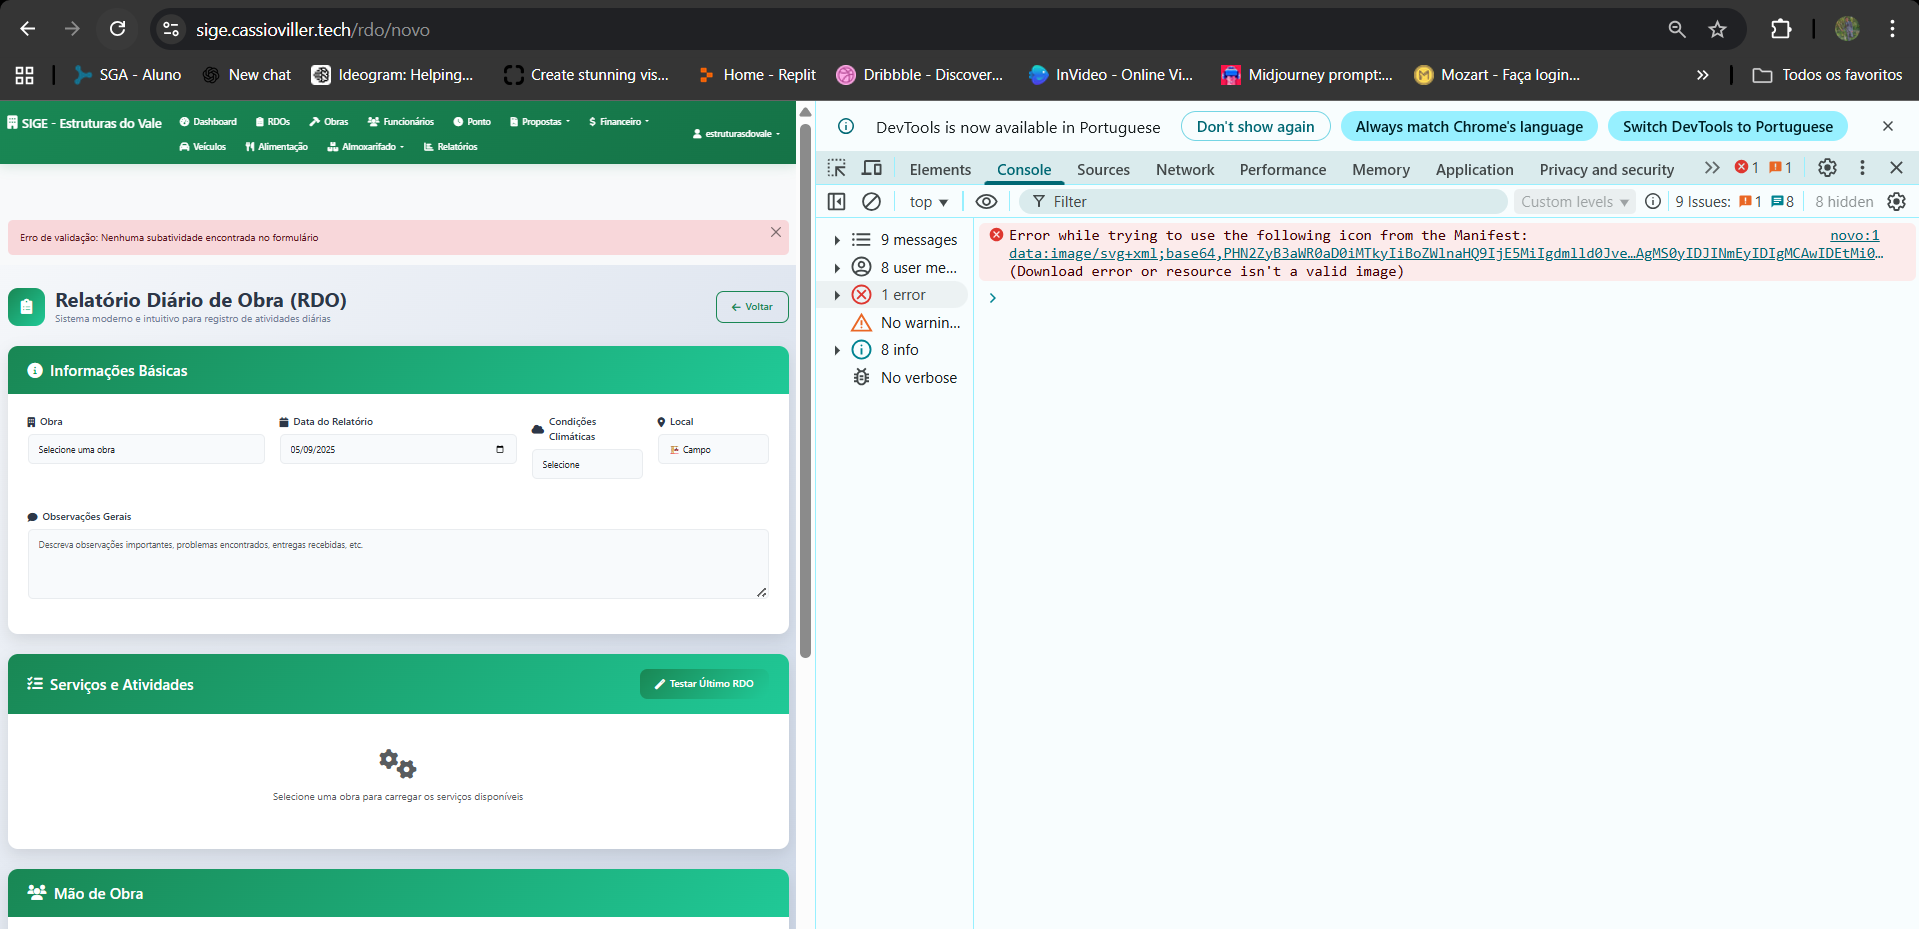 sige.cassioviller.tech/rdo/novo
SGA - Aluno
New chat
Ideogram: Helping...
Create stunning vis...
Home - Replit
Dribbble - Discover...
InVideo - Online Vi...
Midjourney prompt:...
Mozart - Faça login...
Todos os favoritos
SIGE - Estruturas do Vale
Dashboard
RDOs
Obras
Funcionários
Ponto
Propostas
Financeiro
Veículos
Alimentação
Almoxarifado
Relatórios
estruturasdovale
Erro de validação: Nenhuma subatividade encontrada no formulário
Relatório Diário de Obra (RDO)
Sistema moderno e intuitivo para registro de atividades diárias
Voltar
Informações Básicas
Obra
Selecione uma obra
Data do Relatório
05/09/2025
Condições
Climáticas
Selecione
Local
Campo
Observações Gerais
Descreva observações importantes, problemas encontrados, entregas recebidas, etc.
Serviços e Atividades
Testar Último RDO
Selecione uma obra para carregar os serviços disponíveis
Mão de Obra
DevTools is now available in Portuguese
Don't show again
Always match Chrome's language
Switch DevTools to Portuguese
Elements
Console
Sources
Network
Performance
Memory
Application
Privacy and security
1
1
top
Filter
Custom levels
9 Issues:
1
8
8 hidden
9 messages
8 user me...
1 error
No warnin...
8 info
No verbose
Error while trying to use the following icon from the Manifest:
novo:1
data:image/svg+xml;base64,PHN2ZyB3aWR0aD0iMTkyIiBoZWlnaHQ9IjE5MiIgdmlld0Jve…AgMS0yIDJINmEyIDIgMCAwIDEtMi0…
(Download error or resource isn't a valid image)